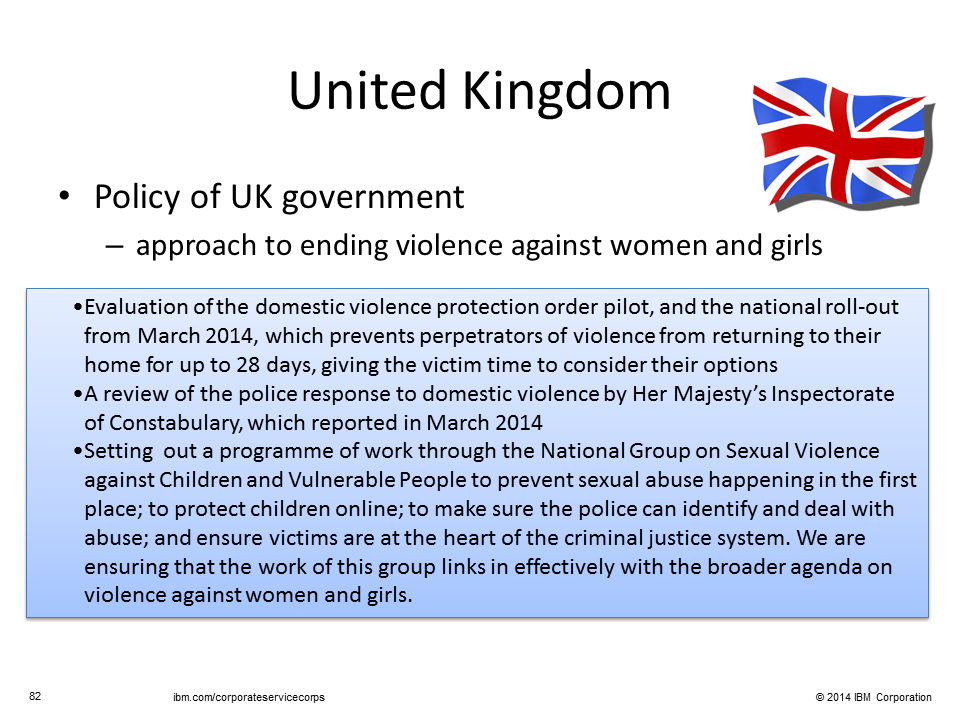 United Kingdom
• Policy of UK government
– approach to ending violence against women and girls
•Evaluation of the domestic violence protection order pilot, and the national roll-out
from March 2014, which prevents perpetrators of violence from returning to their
home for up to 28 days, giving the victim time to consider their options
•A review of the police response to domestic violence by Her Majesty’s Inspectorate
of Constabulary, which reported in March 2014
•Setting out a programme of work through the National Group on Sexual Violence
against Children and Vulnerable People to prevent sexual abuse happening in the first
place; to protect children online; to make sure the police can identify and deal with
abuse; and ensure victims are at the heart of the criminal justice system. We are
ensuring that the work of this group links in effectively with the broader agenda on
violence against women and girls.
82 ibm.com/corporateservicecorps © 2014 IBM Corporation